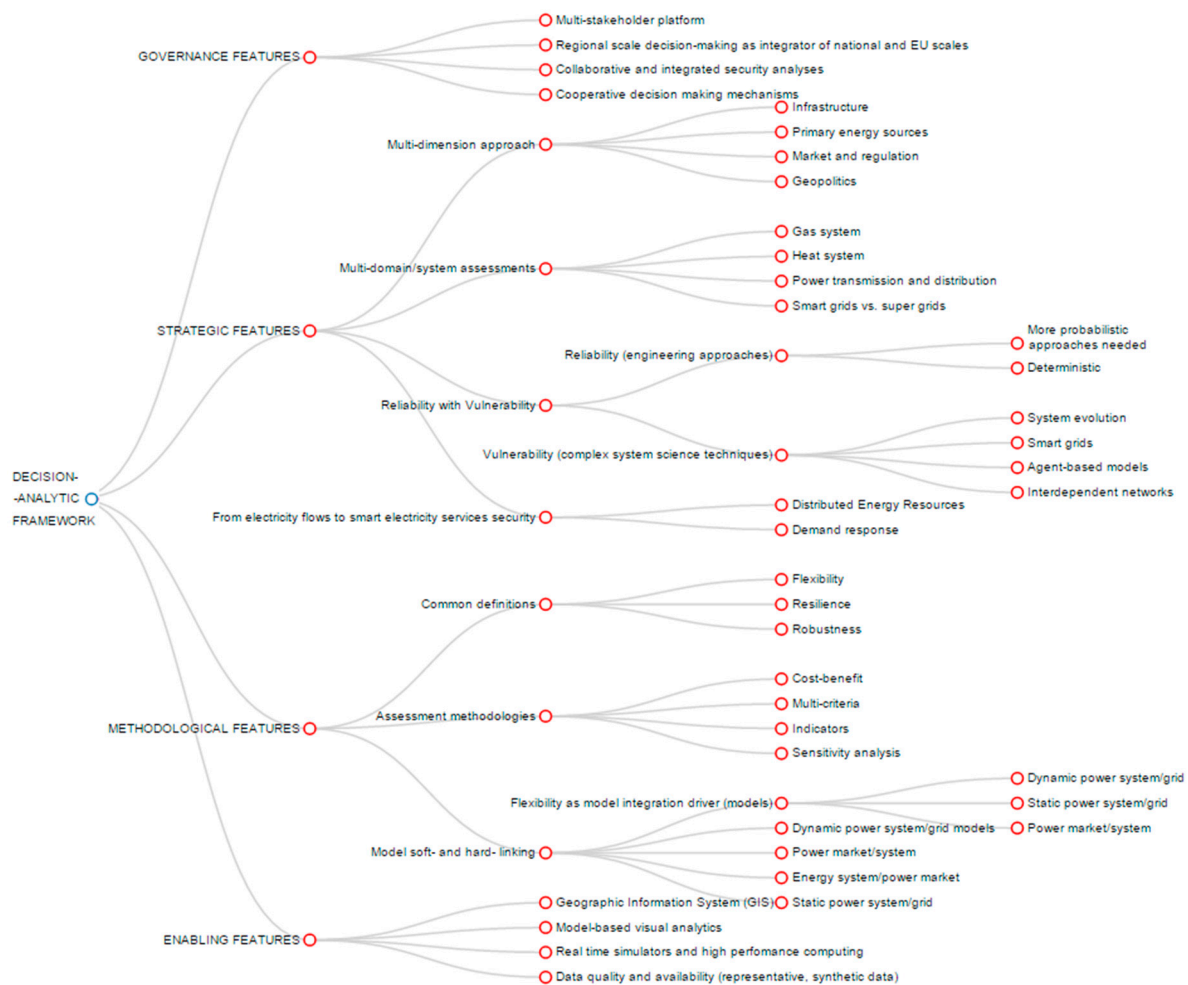 GOVERNANCE FEATURES
Multi-stakeholder platform
Regional scale decision-making as integrator of national and EU scales
Collaborative and integrated security analyses
Cooperative decision making mechanisms
Multi-dimension approach
Infrastructure
Primary energy sources
Market and regulation
Geopolitics
Multi-domain/system assessments
Gas system
Heat system
Power transmission and distribution
Smart grids vs. super grids
STRATEGIC FEATURES
Reliability with Vulnerability
Reliability (engineering approaches)
More probabilistic
approaches needed
Deterministic
Vulnerability (complex system science techniques)
System evolution
Smart grids
Agent-based models
Interdependent networks
From electricity flows to smart electricity services security
Distributed Energy Resources
Demand response
DECISION-
-ANALYTIC
FRAMEWORK
Common definitions
Flexibility
Resilience
Robustness
METHODOLOGICAL FEATURES
Assessment methodologies
Cost-benefit
Multi-criteria
Indicators
Sensitivity analysis
Model soft- and hard- linking
Flexibility as model integration driver (models)
Dynamic power system/grid
Static power system/grid
Power market/system
Dynamic power system/grid models
Power market/system
Energy system/power market
Static power system/grid
ENABLING FEATURES
Geographic Information System (GIS)
Model-based visual analytics
Real time simulators and high perfomance computing
Data quality and availability (representative, synthetic data)